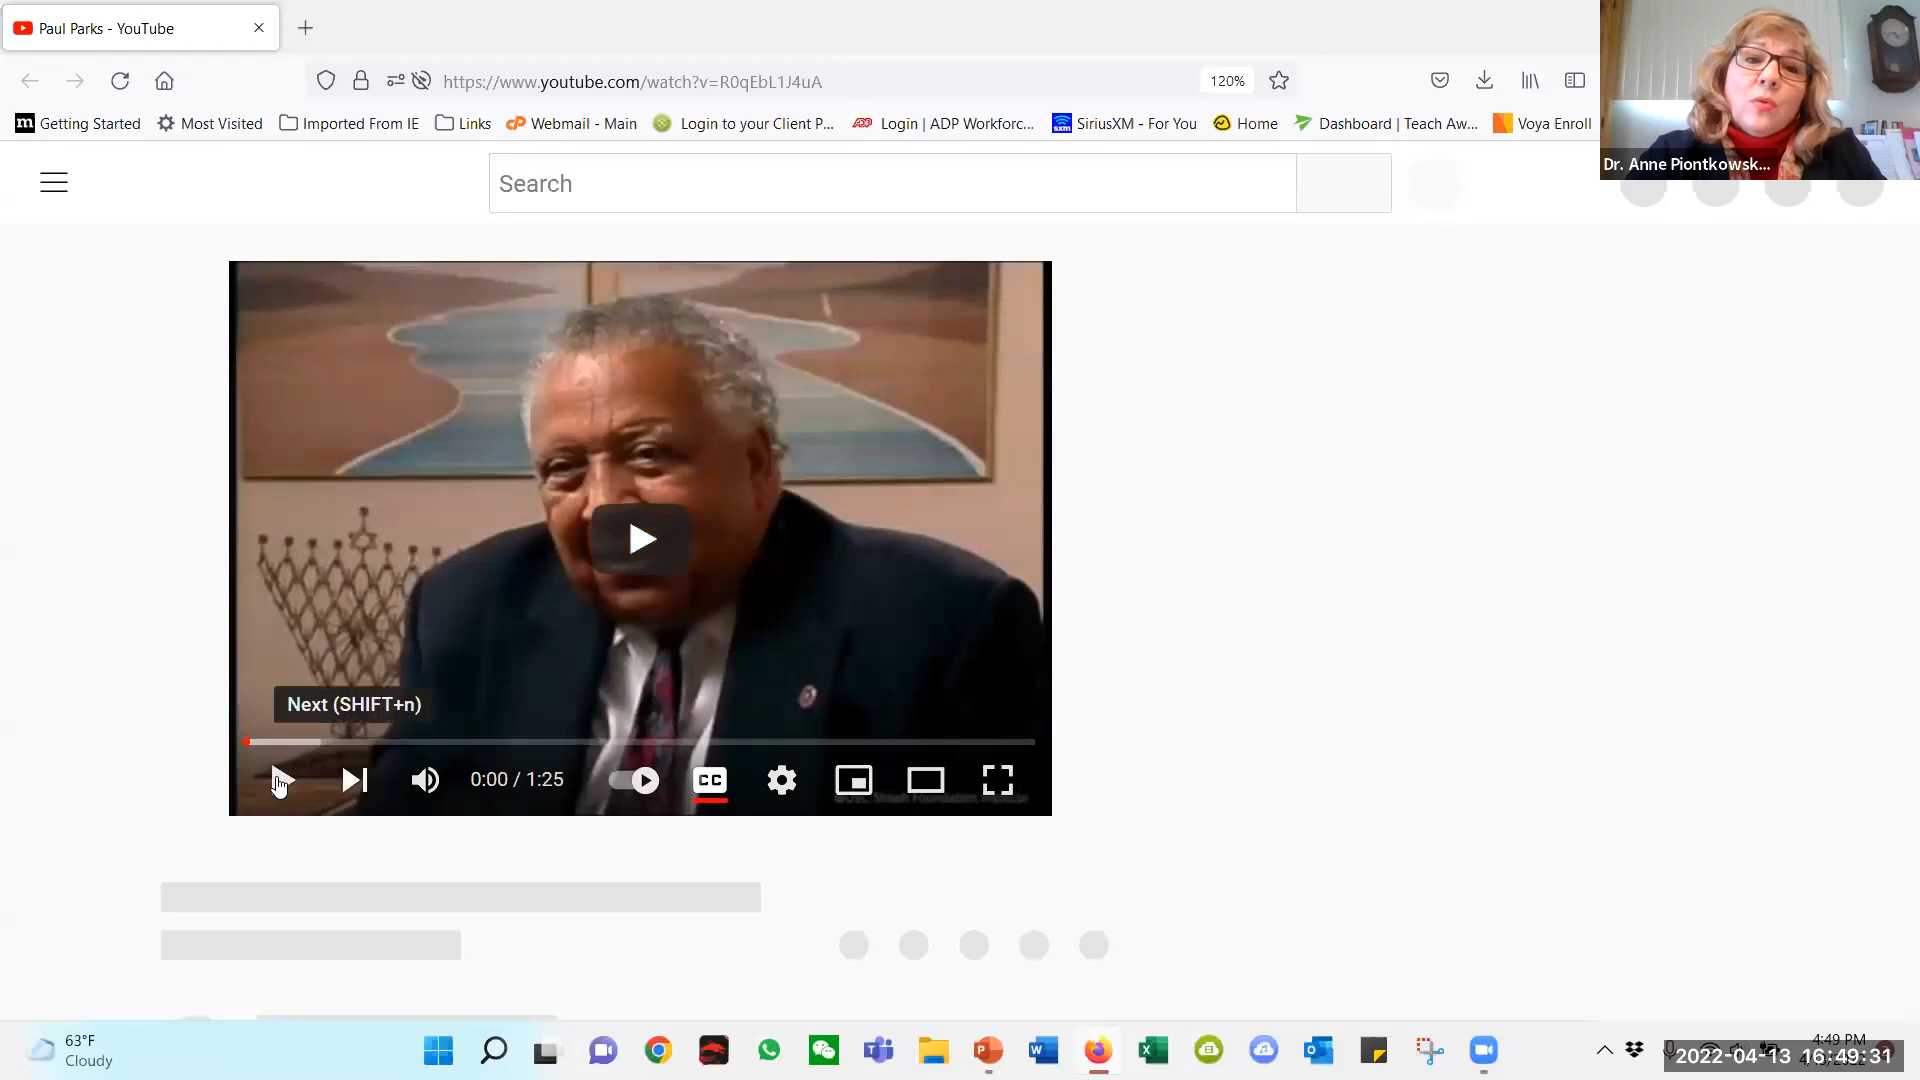 Paul Parks - YouTube
https://www.youtube.com/watch?v=R0qEbL1J4uA
120%
Getting Started
Most Visited
Imported From IE
Links
Webmail - Main
Login to your Client P...
Login | ADP Workforc...
SiriusXM - For You
Home
Dashboard | Teach Aw...
Voya Enroll
Dr. Anne Piontkowsk...
Search
Next (SHIFT+n)
0:00 / 1:25
CC
63°F
Cloudy
4:49 PM
2022-04-13 16:49:31